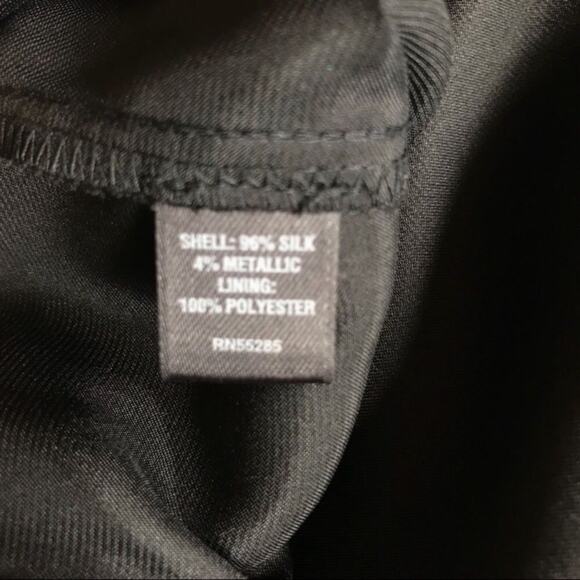 SHELL: 96% SILK
4% METALLIC
LINING:
100% POLYESTER
RN55285